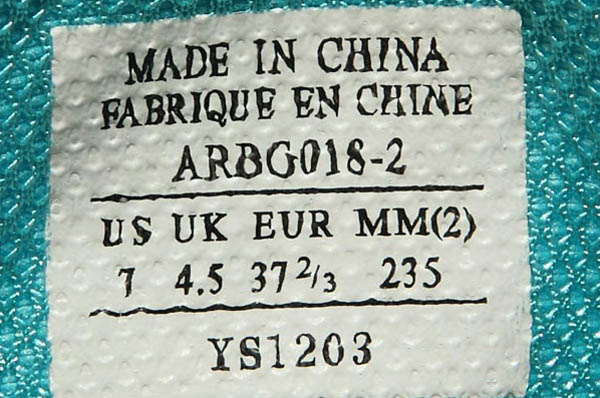 MADE IN CHINA
FABRIQUE EN CHINE
ARBG018-2
US UK EUR MM(2)
7 4.5 37 2/3 235
YS1203